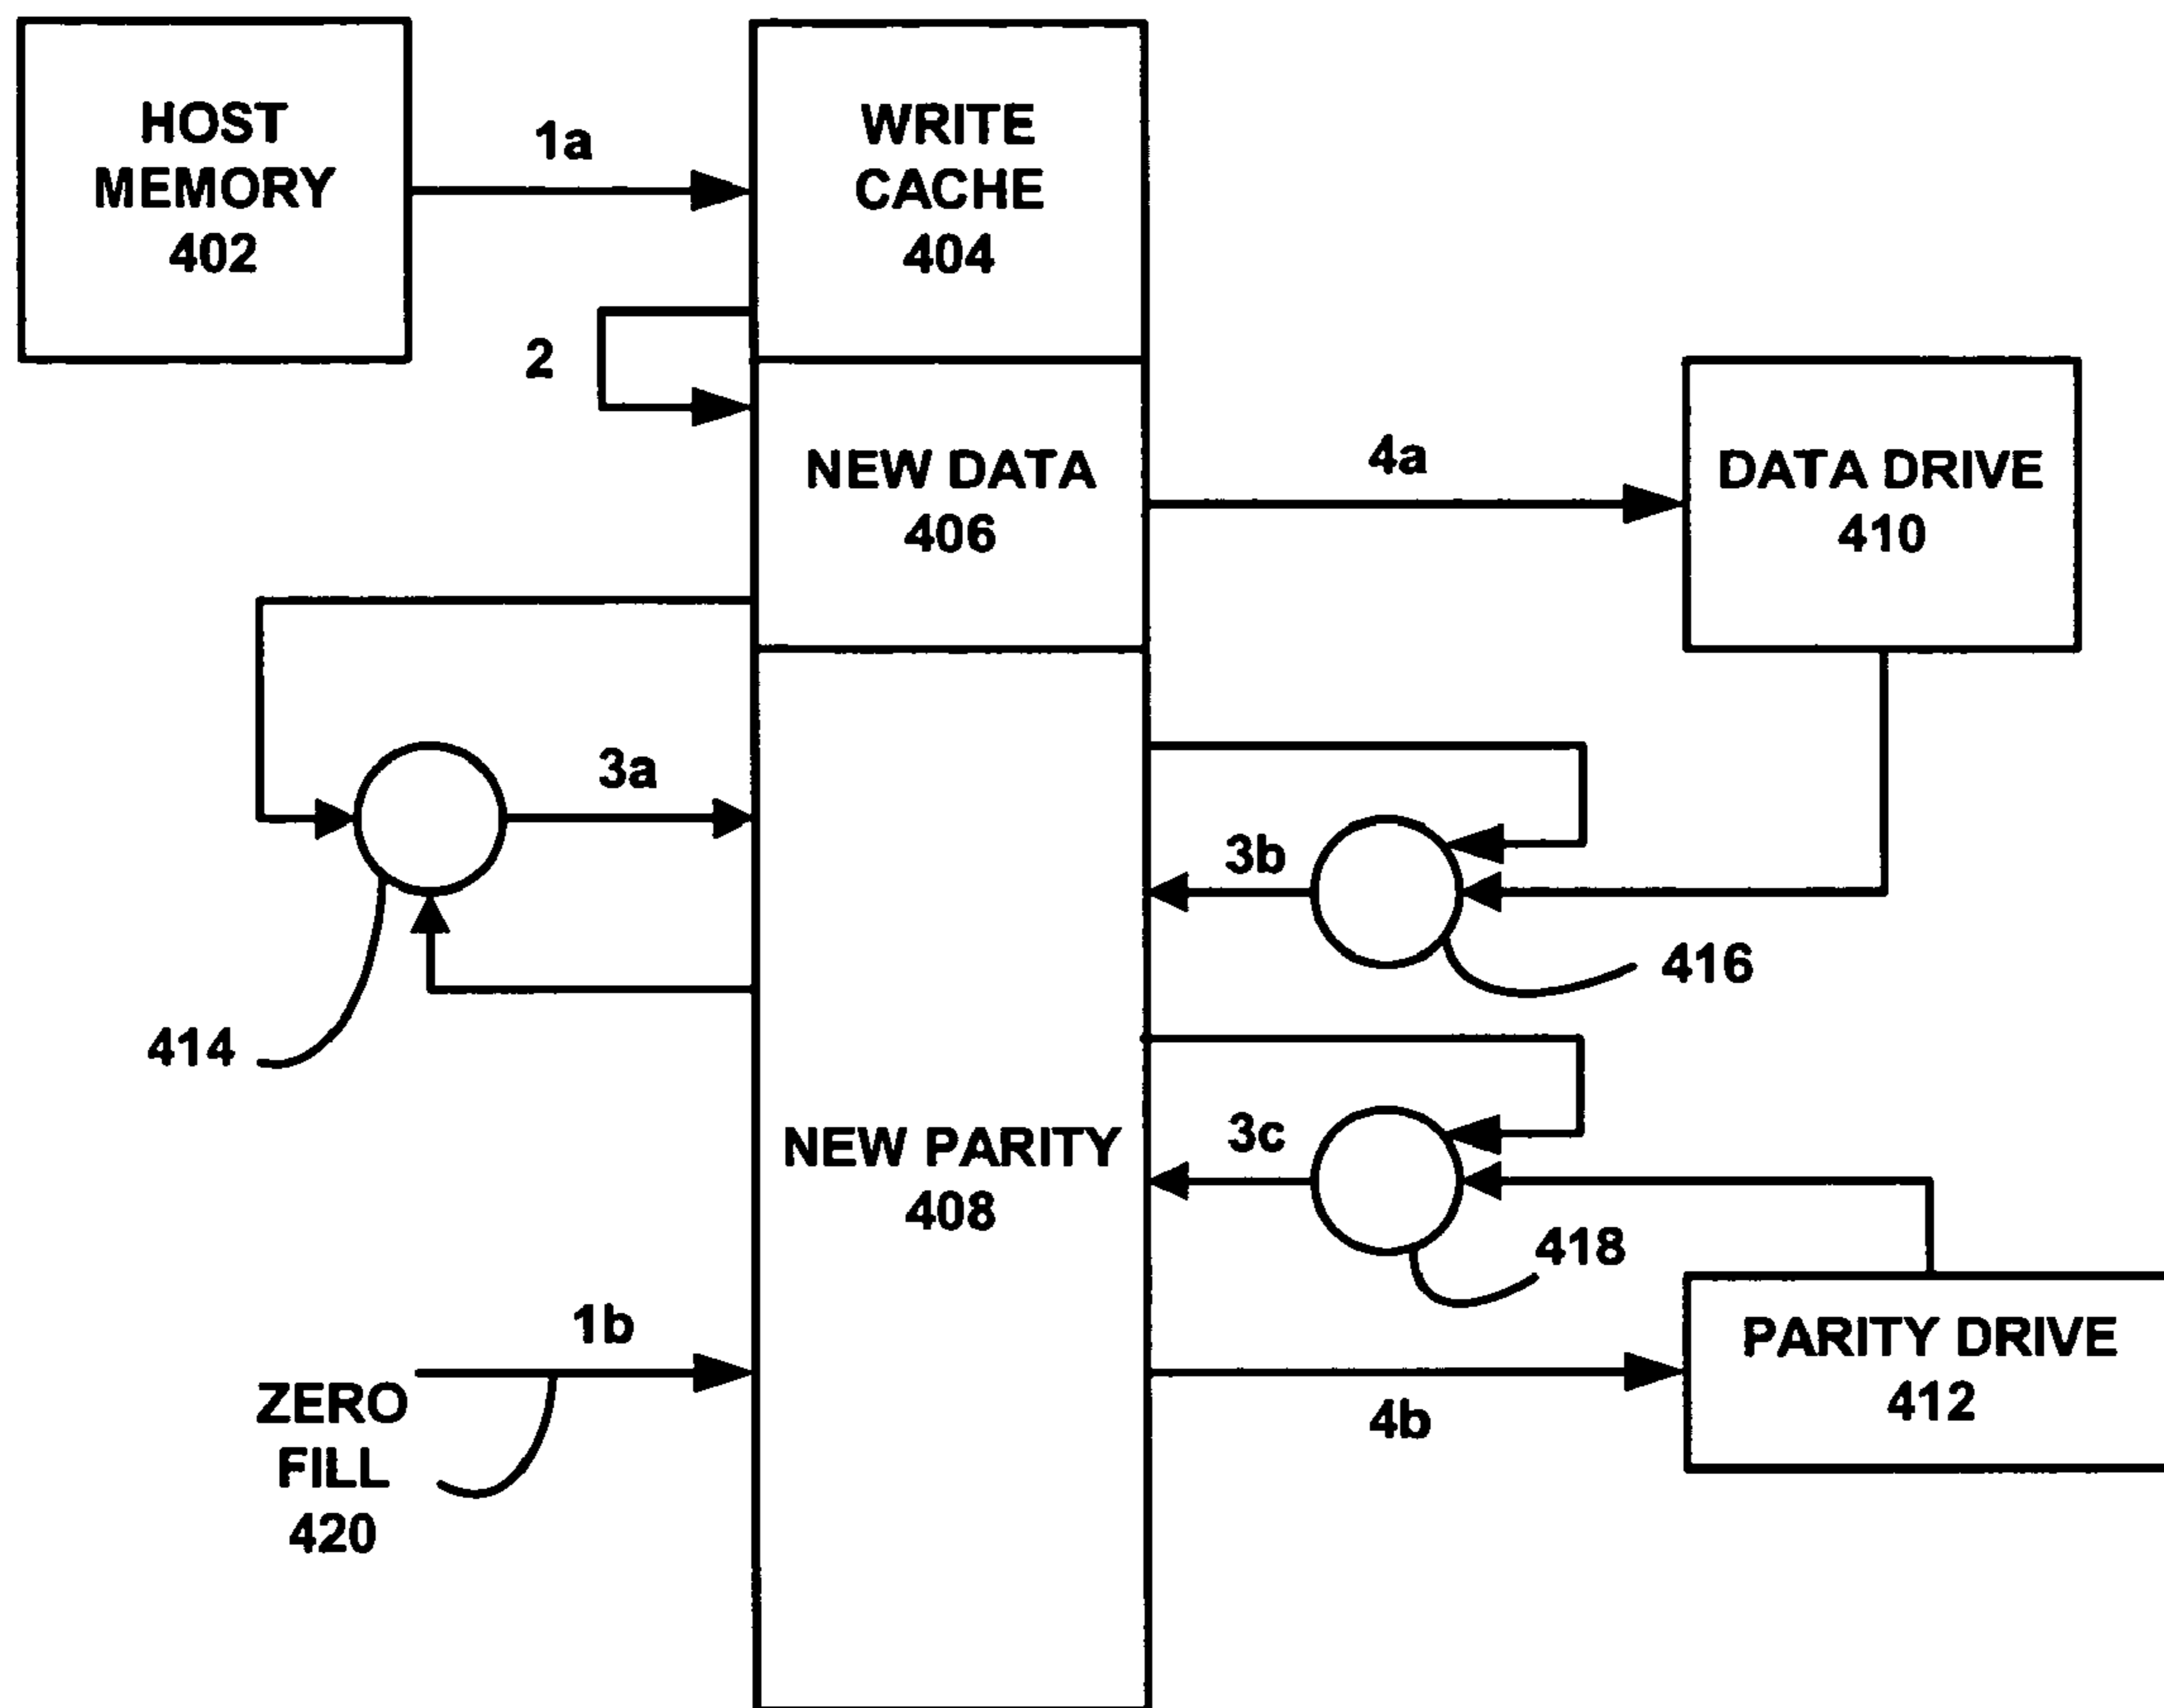 HOST
MEMORY
402
1a
WRITE
CACHE
404
2
NEW DATA
406
4a
DATA DRIVE
410
3a
3b
416
414
NEW PARITY
408
3c
418
1b
ZERO
FILL
420
4b
PARITY DRIVE
412